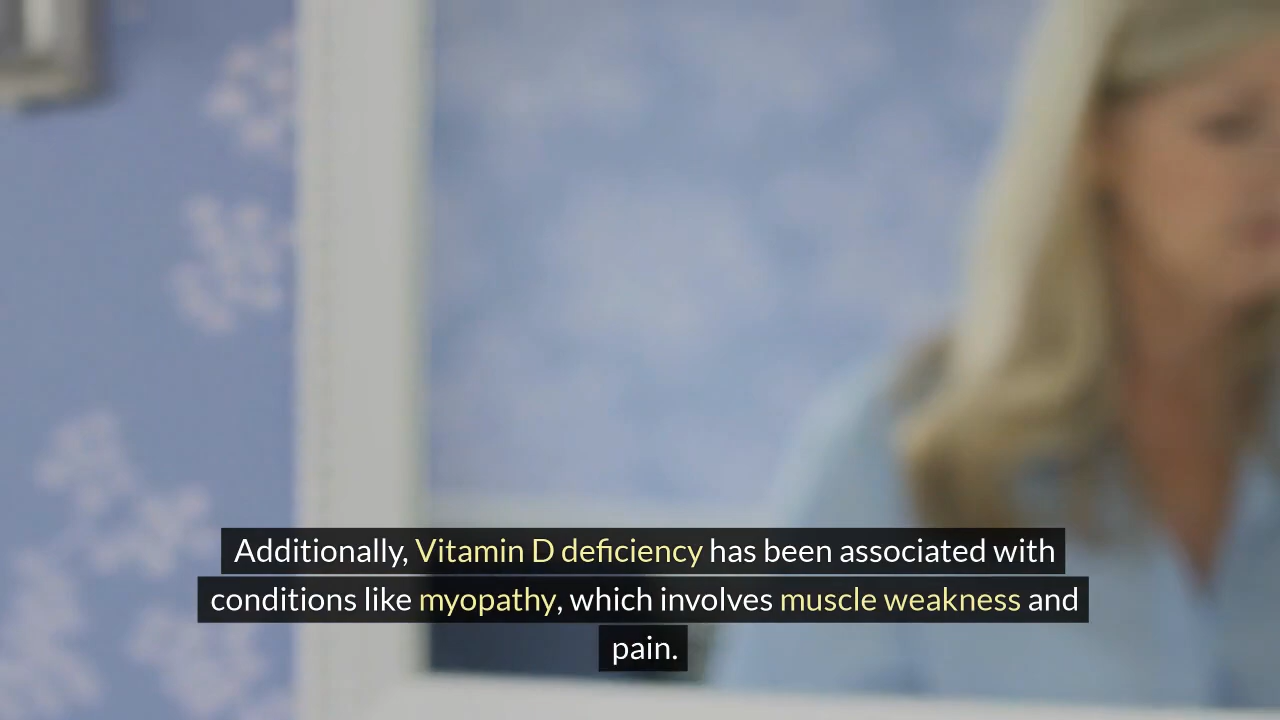 Additionally, Vitamin D deficiency has been associated with
conditions like myopathy, which involves muscle weakness and
pain.